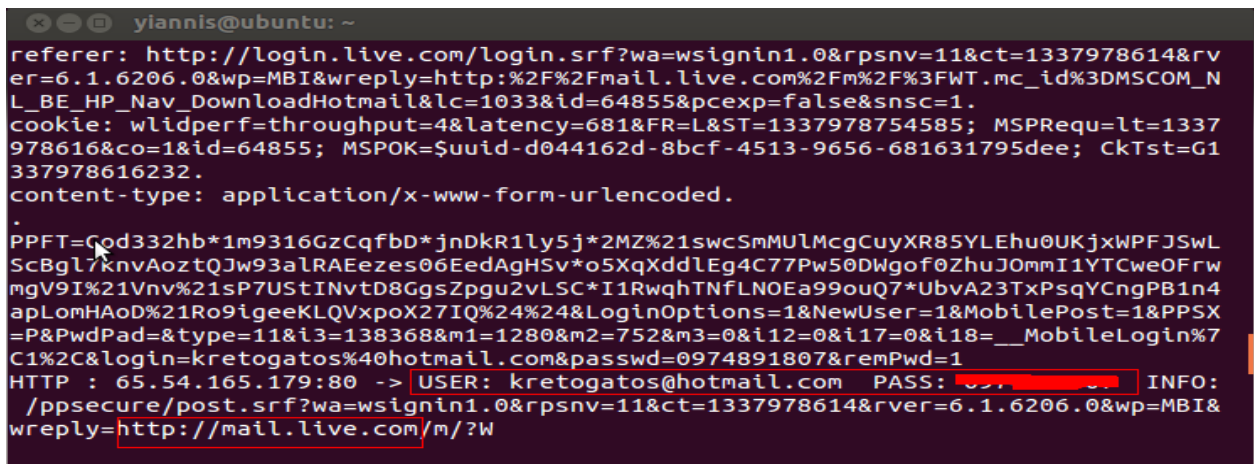 yiannis@ubuntu: ~
referer: http://login.live.com/login.srf?wa=wsignin1.0&rpsnv=11&ct=1337978614&rv
er=6.1.6206.0&wp=MBI&wreply=http:%2F%2Fmail.live.com%2Fm%2F%3FWT.mc_id%3DMSCOM_N
L_BE_HP_Nav_DownloadHotmail&lc=1033&id=64855&pcexp=false&snsc=1.
cookie: wlidperf=throughput=4&latency=681&FR=L&ST=1337978754585; MSPRequ=lt=1337
978616&co=1&id=64855; MSPOK=$uuid-d044162d-8bcf-4513-9656-681631795dee; CkTst=G1
337978616232.
content-type: application/x-www-form-urlencoded.
.
PPFT=Cod332hb*1m9316GzCqfbD*jnDkR1ly5j*2MZ%21swcSmMUlMcgCuyXR85YLEhu0UKjxWPFJSwL
ScBgl7knvAoztQJw93alRAEezes06EedAgHSv*o5XqXddlEg4C77Pw50DWgof0ZhuJOmmI1YTCweOFrw
mgV9I%21Vnv%21sP7UStINvtD8GgsZpgu2vLSC*I1RwqhTNfLNOEa99ouQ7*UbvA23TxPsqYCngPB1n4
apLomHAoD%21Ro9igeeKLQVxpoX27IQ%24%24&LoginOptions=1&NewUser=1&MobilePost=1&PPSX
=P&PwdPad=&type=11&i3=138368&m1=1280&m2=752&m3=0&i12=0&i17=0&i18=__MobileLogin%7
C1%2C&login=kretogatos%40hotmail.com&passwd=0974891807&remPwd=1
HTTP : 65.54.165.179:80 -> USER: kretogatos@hotmail.com PASS: INFO:
/ppsecure/post.srf?wa=wsignin1.0&rpsnv=11&ct=1337978614&rver=6.1.6206.0&wp=MBI&
wreply=http://mail.live.com/m/?W